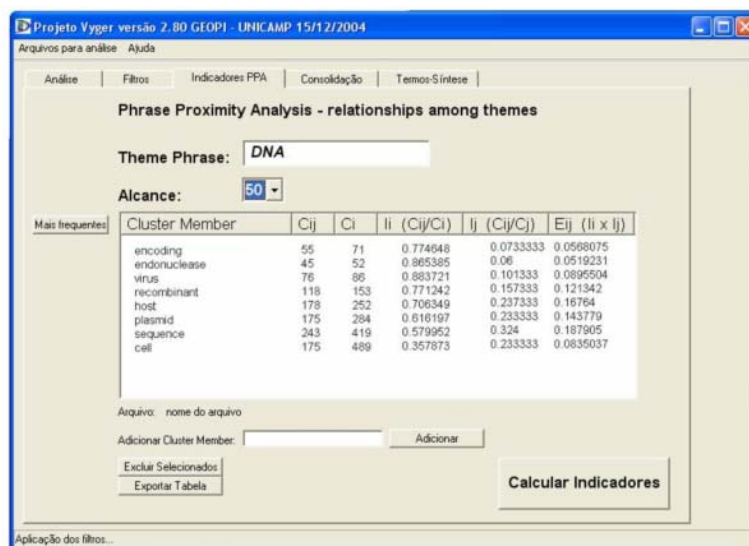 Projeto Vyger versão 2.80 GEOPI - UNICAMP 15/12/2004
Arquivos para análise Ajuda
Análise Filtros Indicadores PPA Consolidação Termos-Síntese
Phrase Proximity Analysis - relationships among themes
Theme Phrase: DNA
Alcance: 50
Mais frequentes
Cluster Member Cij Ci Ii (Cij/Ci) Ij (Cij/Cj) Eij (Ii x Ij)
encoding 55 71 0.774648 0.0733333 0.0568075
endonuclease 45 52 0.865385 0.06 0.0519231
virus 76 86 0.883721 0.101333 0.0895504
recombinant 118 153 0.771242 0.157333 0.121342
host 178 252 0.706349 0.237333 0.16764
plasmid 175 284 0.616197 0.233333 0.143779
sequence 243 419 0.579952 0.324 0.187905
cell 175 489 0.357873 0.233333 0.0835037
Arquivo: nome do arquivo
Adicionar Cluster Member: Adicionar
Excluir Selecionados
Exportar Tabela
Calcular Indicadores
Aplicação dos filtros...